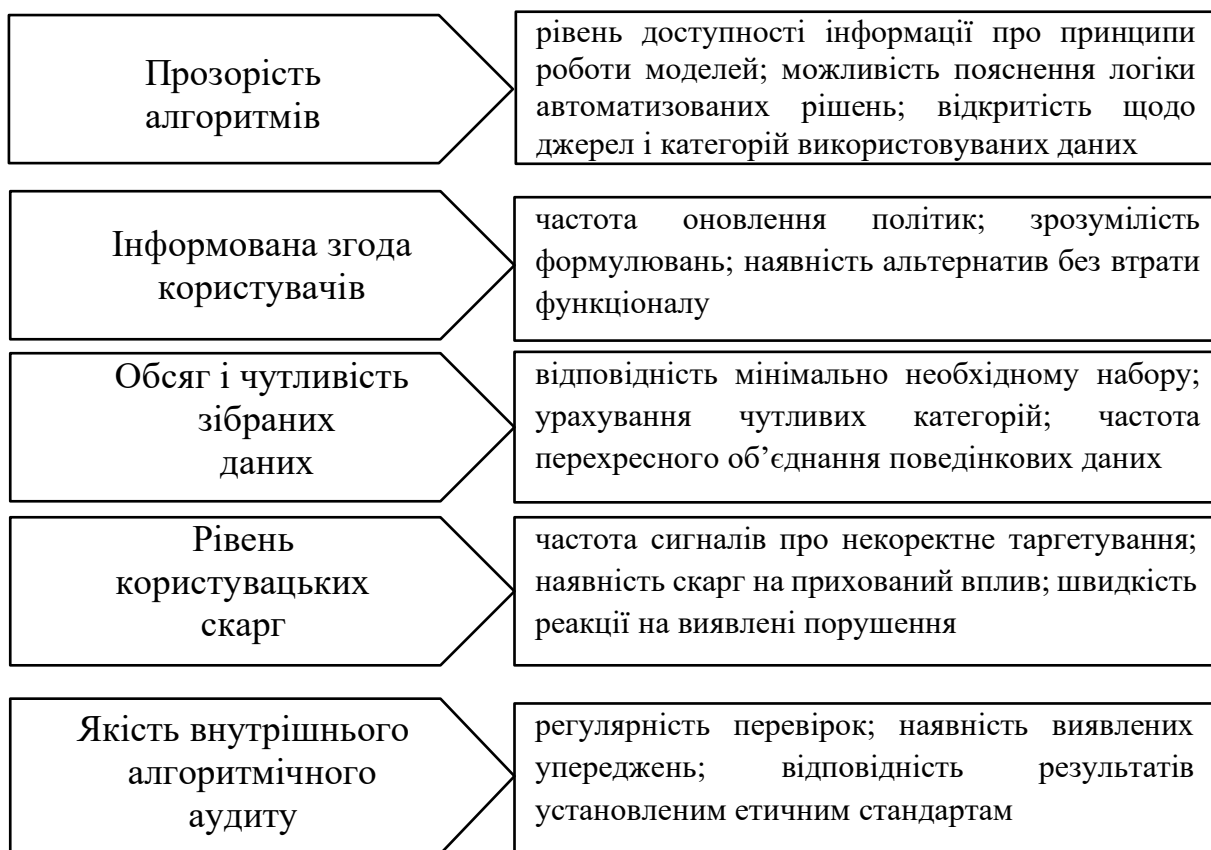 Прозорість
алгоритмів
рівень доступності інформації про принципи
роботи моделей; можливість пояснення логіки
автоматизованих рішень; відкритість щодо
джерел і категорій використовуваних даних
Інформована згода
користувачів
частота оновлення політик; зрозумілість
формулювань; наявність альтернатив без втрати
функціоналу
Обсяг і чутливість
зібраних
даних
відповідність мінімально необхідному набору;
урахування чутливих категорій; частота
перехресного об’єднання поведінкових даних
Рівень
користувацьких
скарг
частота сигналів про некоректне таргетування;
наявність скарг на прихований вплив; швидкість
реакції на виявлені порушення
Якість внутрішнього
алгоритмічного
аудиту
регулярність перевірок; наявність виявлених
упереджень; відповідність результатів
установленим етичним стандартам